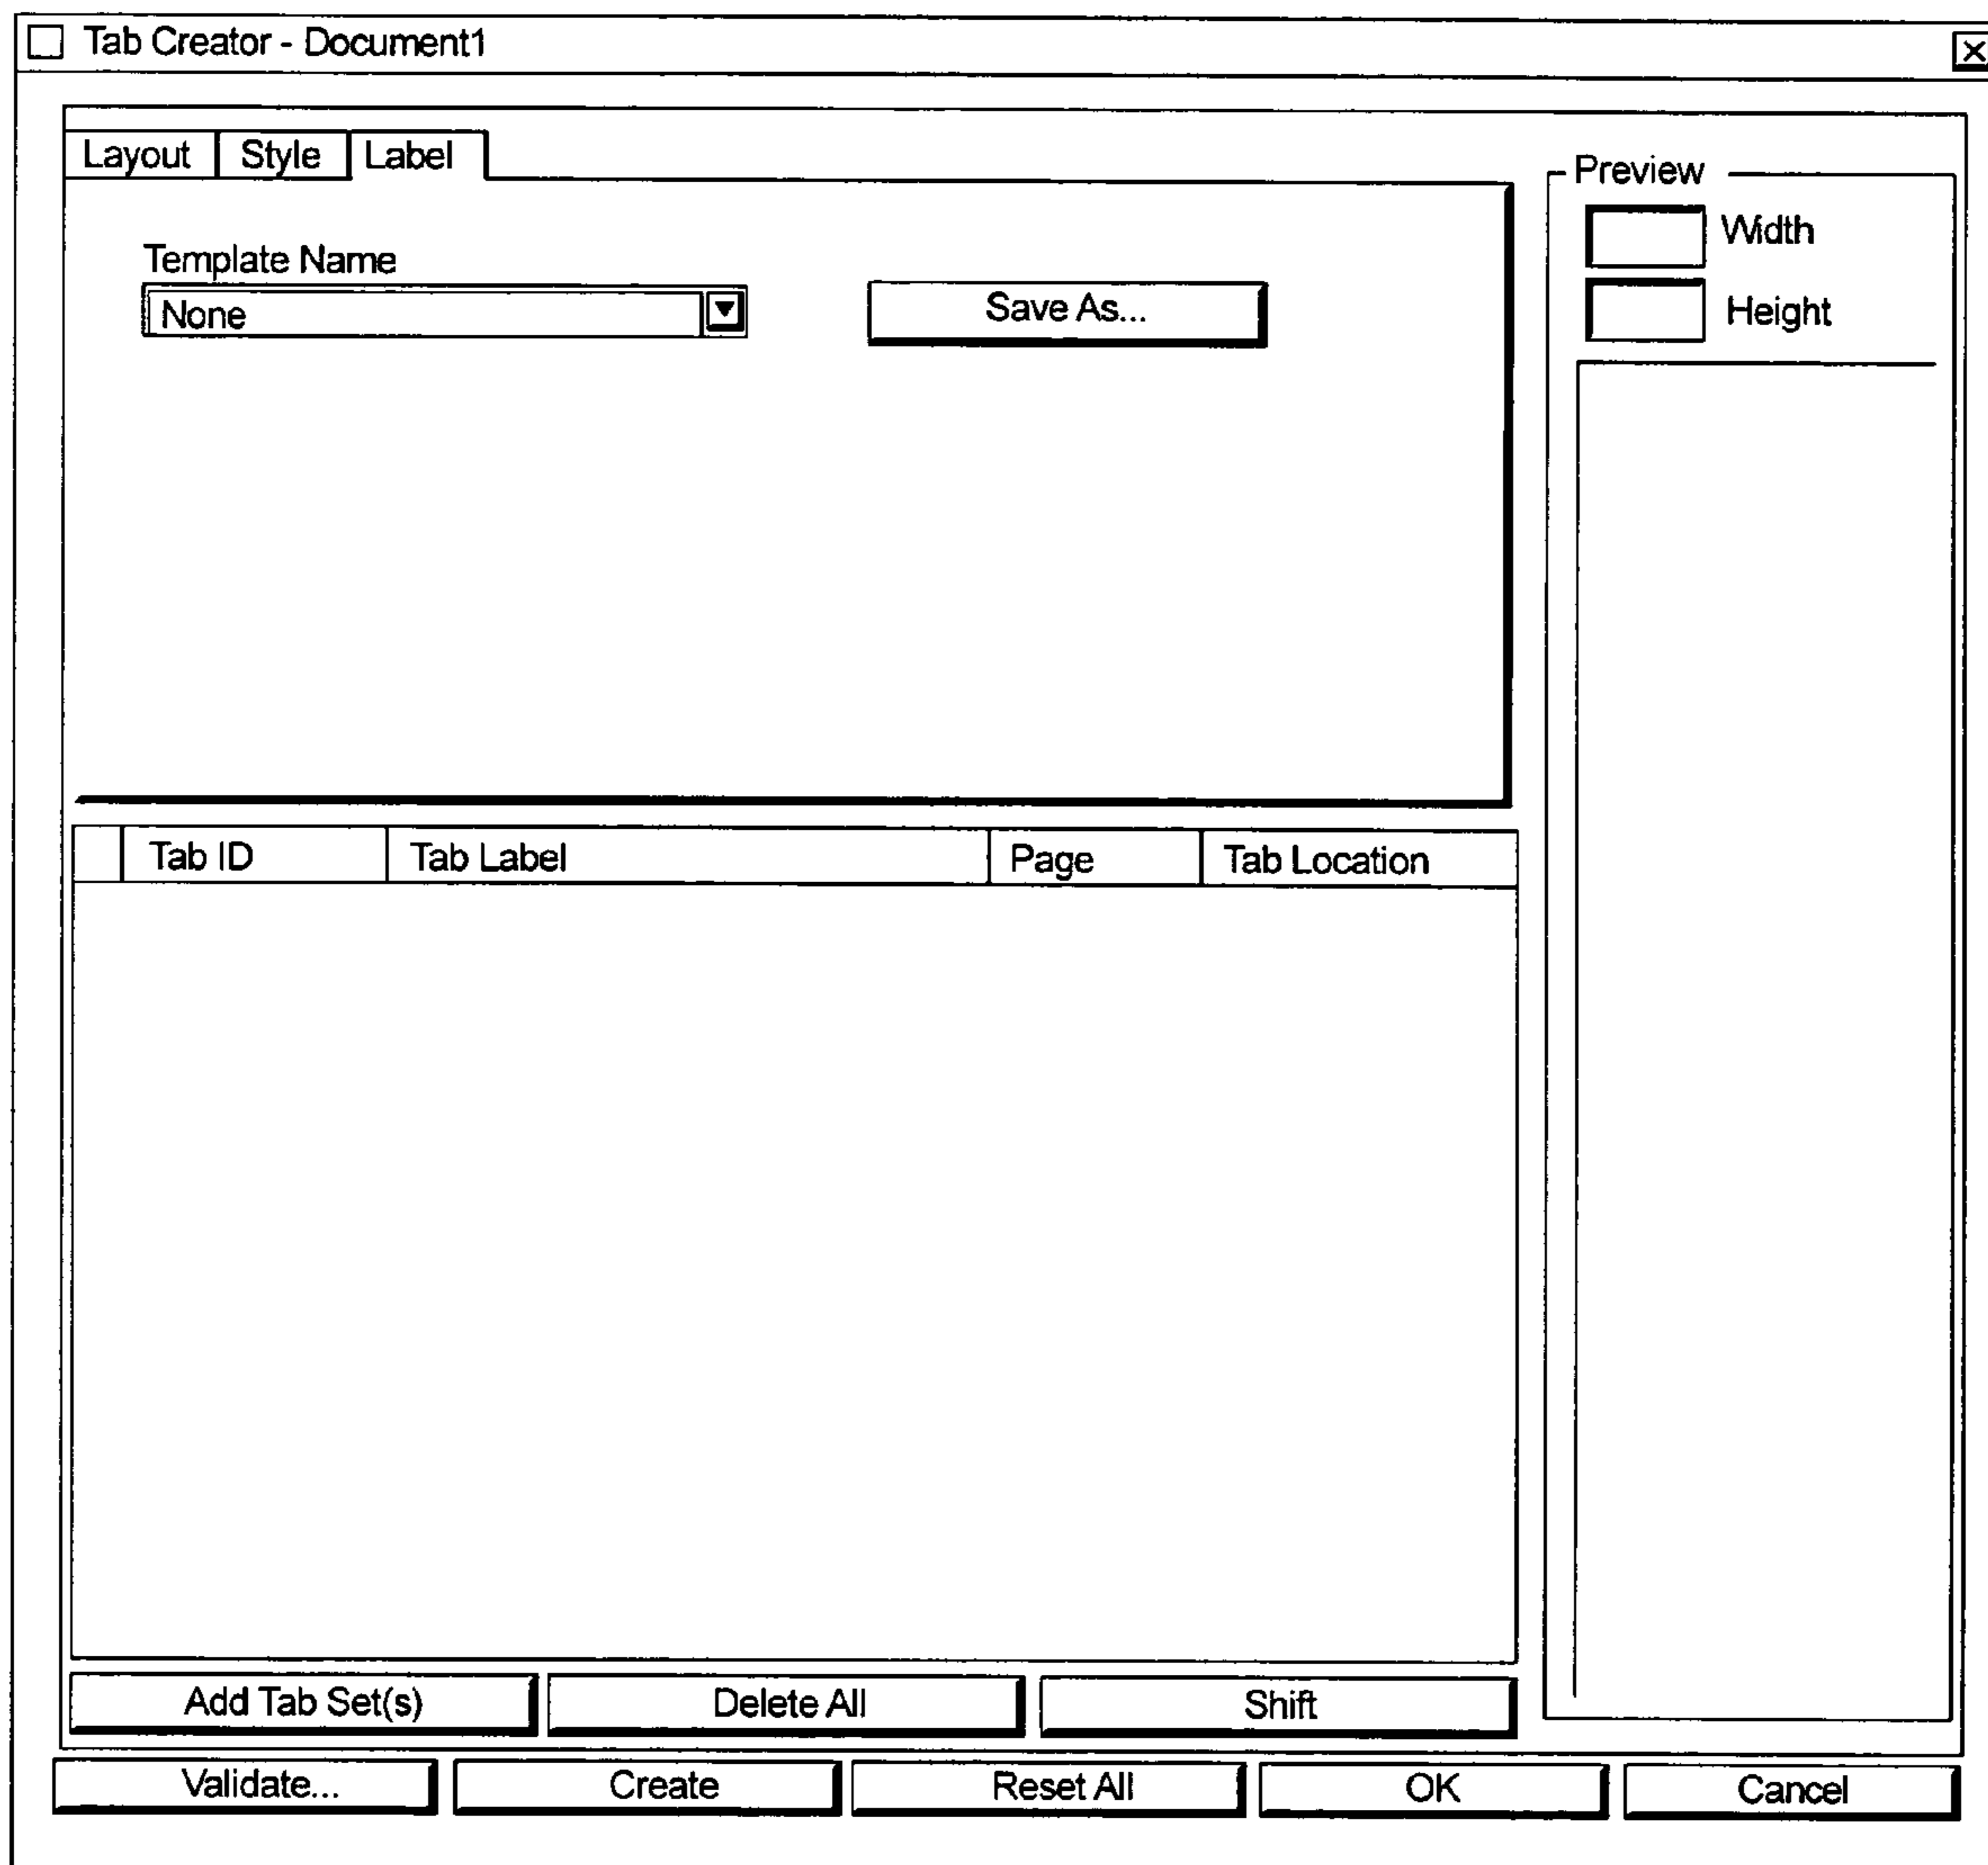 Tab Creator - Document1
Layout Style Label
Template Name
None
Save As...
Preview
Width
Height
Tab ID Tab Label Page Tab Location
Add Tab Set(s) Delete All Shift
Validate... Create Reset All OK Cancel